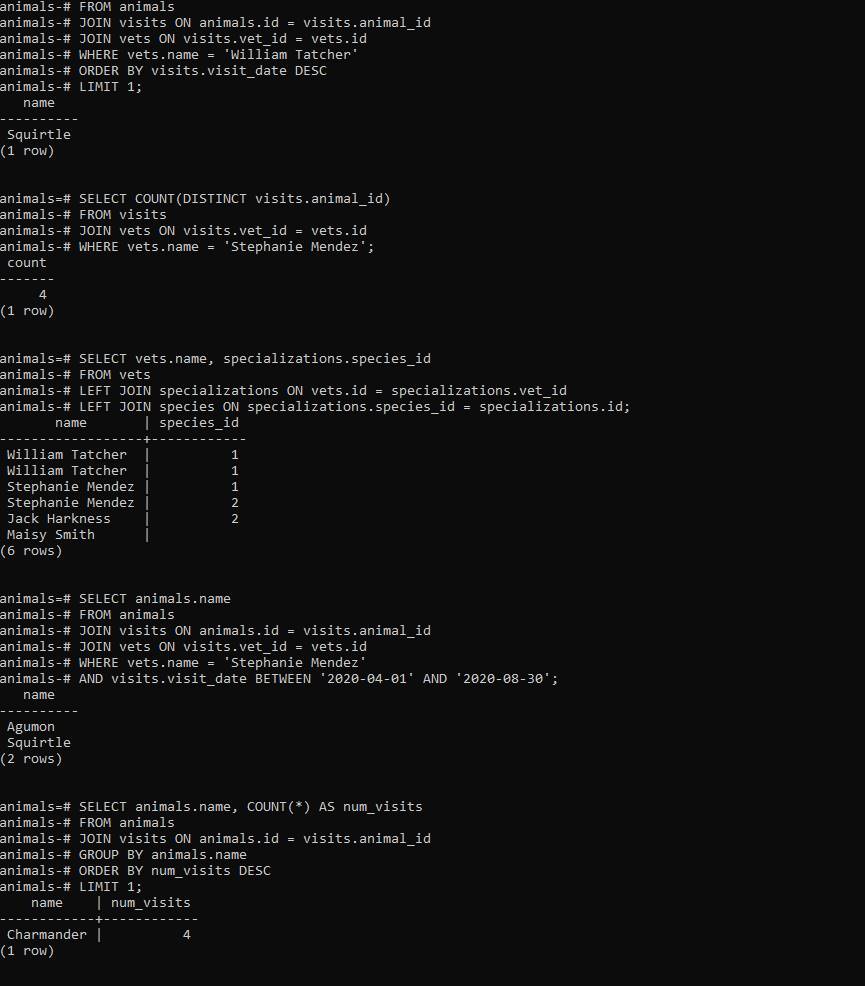 animals-# FROM animals
animals-# JOIN visits ON animals.id = visits.animal_id
animals-# JOIN vets ON visits.vet_id = vets.id
animals-# WHERE vets.name = 'William Tatcher'
animals-# ORDER BY visits.visit_date DESC
animals-# LIMIT 1;
   name
----------
 Squirtle
(1 row)

animals=# SELECT COUNT(DISTINCT visits.animal_id)
animals-# FROM visits
animals-# JOIN vets ON visits.vet_id = vets.id
animals-# WHERE vets.name = 'Stephanie Mendez';
 count
-------
     4
(1 row)

animals=# SELECT vets.name, specializations.species_id
animals-# FROM vets
animals-# LEFT JOIN specializations ON vets.id = specializations.vet_id
animals-# LEFT JOIN species ON specializations.species_id = specializations.id;
       name       | species_id
------------------+------------
 William Tatcher  |          1
 William Tatcher  |          1
 Stephanie Mendez |          1
 Stephanie Mendez |          2
 Jack Harkness    |          2
 Maisy Smith      |
(6 rows)

animals=# SELECT animals.name
animals-# FROM animals
animals-# JOIN visits ON animals.id = visits.animal_id
animals-# JOIN vets ON visits.vet_id = vets.id
animals-# WHERE vets.name = 'Stephanie Mendez'
animals-# AND visits.visit_date BETWEEN '2020-04-01' AND '2020-08-30';
   name
----------
 Agumon
 Squirtle
(2 rows)

animals=# SELECT animals.name, COUNT(*) AS num_visits
animals-# FROM animals
animals-# JOIN visits ON animals.id = visits.animal_id
animals-# GROUP BY animals.name
animals-# ORDER BY num_visits DESC
animals-# LIMIT 1;
    name    | num_visits
------------+------------
 Charmander |          4
(1 row)